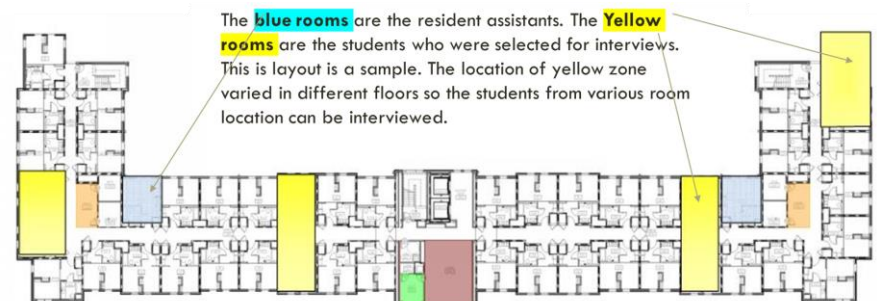 The blue rooms are the resident assistants. The Yellow
rooms are the students who were selected for interviews.
This is layout is a sample. The location of yellow zone
varied in different floors so the students from various room
location can be interviewed.